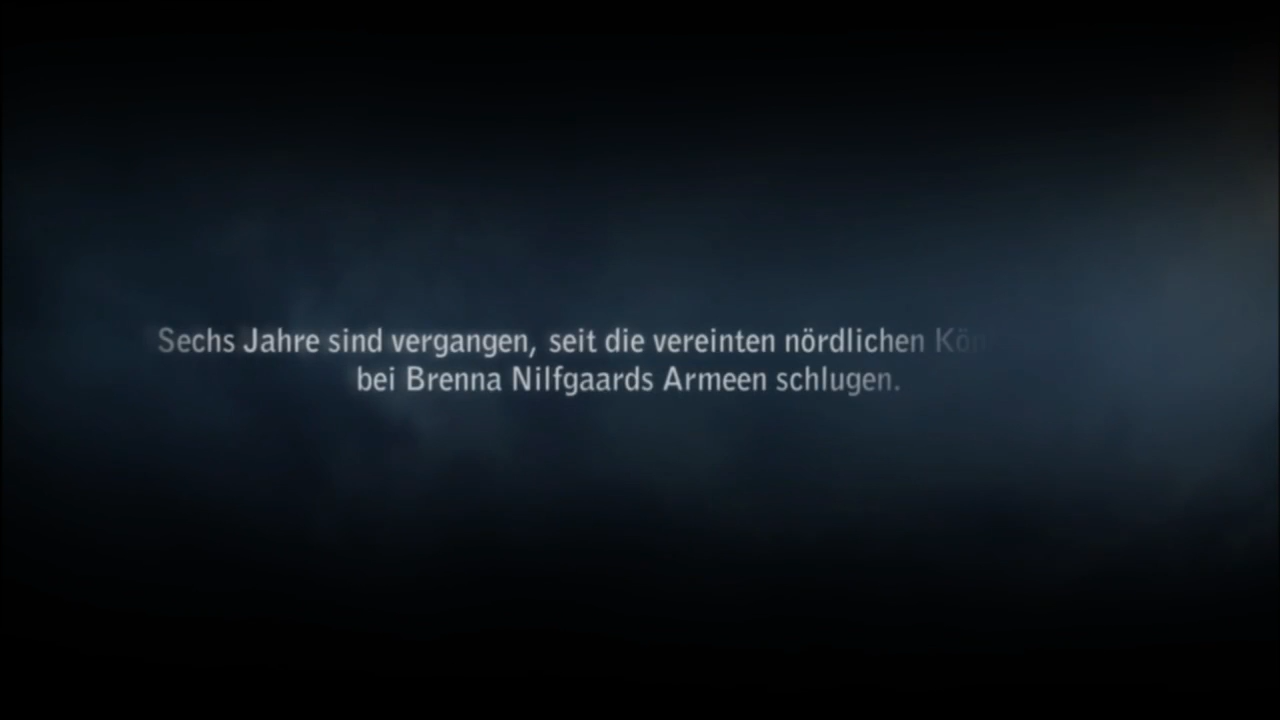 Sechs Jahre sind vergangen, seit die vereinten nördlichen
bei Brenna Nilfgaards Armeen schlugen.